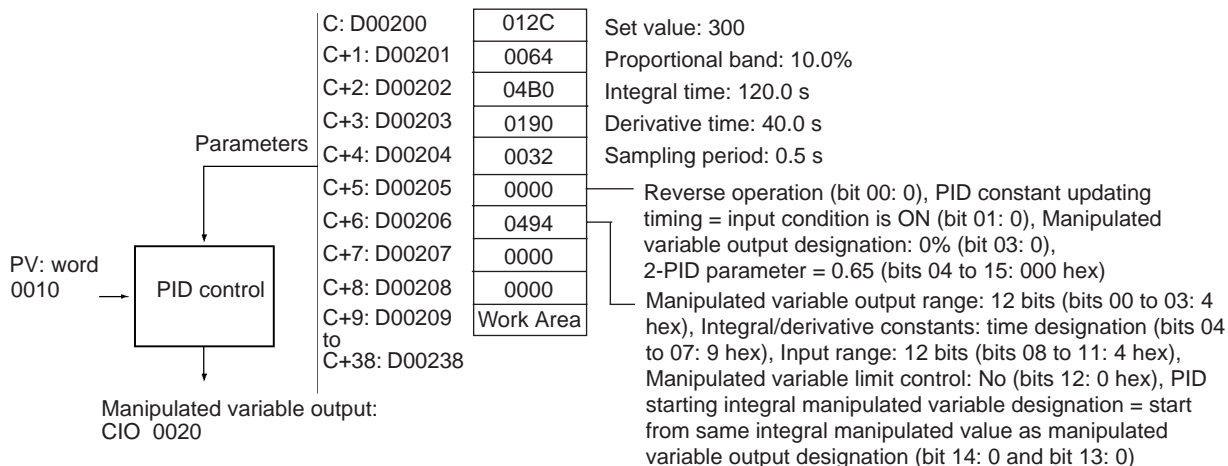 C: D00200 012C Set value: 300
C+1: D00201 0064 Proportional band: 10.0%
C+2: D00202 04B0 Integral time: 120.0 s
C+3: D00203 0190 Derivative time: 40.0 s
Parameters
C+4: D00204 0032 Sampling period: 0.5 s
C+5: D00205 0000
C+6: D00206 0494
C+7: D00207 0000
C+8: D00208 0000
C+9: D00209 Work Area
to
C+38: D00238
Reverse operation (bit 00: 0), PID constant updating
timing = input condition is ON (bit 01: 0), Manipulated
variable output designation: 0% (bit 03: 0),
2-PID parameter = 0.65 (bits 04 to 15: 000 hex)
Manipulated variable output range: 12 bits (bits 00 to 03: 4
hex), Integral/derivative constants: time designation (bits 04
to 07: 9 hex), Input range: 12 bits (bits 08 to 11: 4 hex),
Manipulated variable limit control: No (bits 12: 0 hex), PID
starting integral manipulated variable designation = start
from same integral manipulated value as manipulated
variable output designation (bit 14: 0 and bit 13: 0)
PV: word
0010
PID control
Manipulated variable output:
CIO 0020